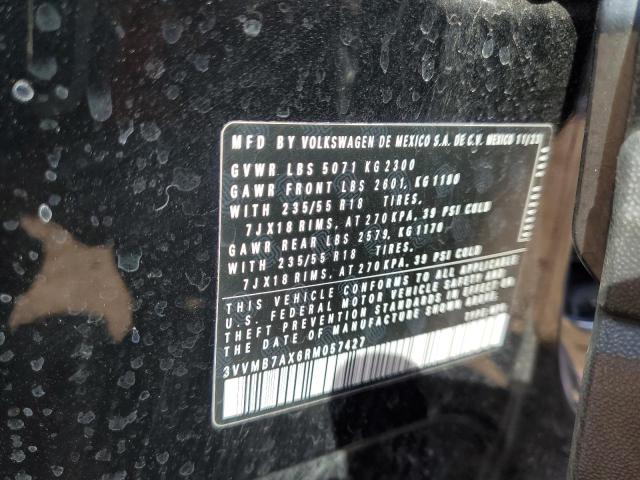 MFD BY VOLKSWAGEN DE MEXICO S.A. DE C.V. MEXICO 11/23
GVWR LBS 5071 KG 2300
GAWR FRONT LBS 2601, KG 1180
WITH 235/55 R18 TIRES,
7JX18 RIMS, AT 270 KPA, 39 PSI COLD
GAWR REAR LBS 2579, KG 1170
WITH 235/55 R18 TIRES,
7JX18 RIMS, AT 270 KPA, 39 PSI COLD
THIS VEHICLE CONFORMS TO ALL APPLICABLE
U.S. FEDERAL MOTOR VEHICLE SAFETY AND
THEFT PREVENTION STANDARDS IN EFFECT ON
THE DATE OF MANUFACTURE SHOWN ABOVE.
3VVMB7AX6RM057427 TYPE: